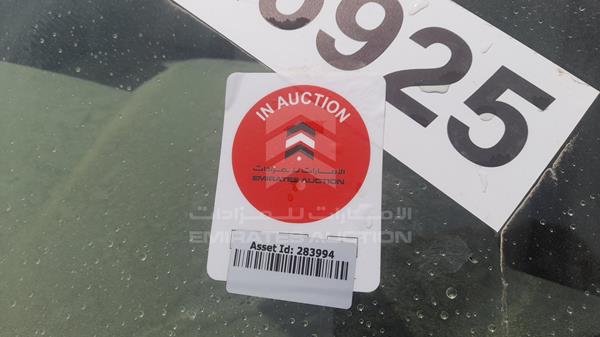 0925
IN AUCTION
الإمارات للمزادات
EMIRATES AUCTION
الإمارات للمزادات
EMIRATES AUCTION
Asset Id: 283994